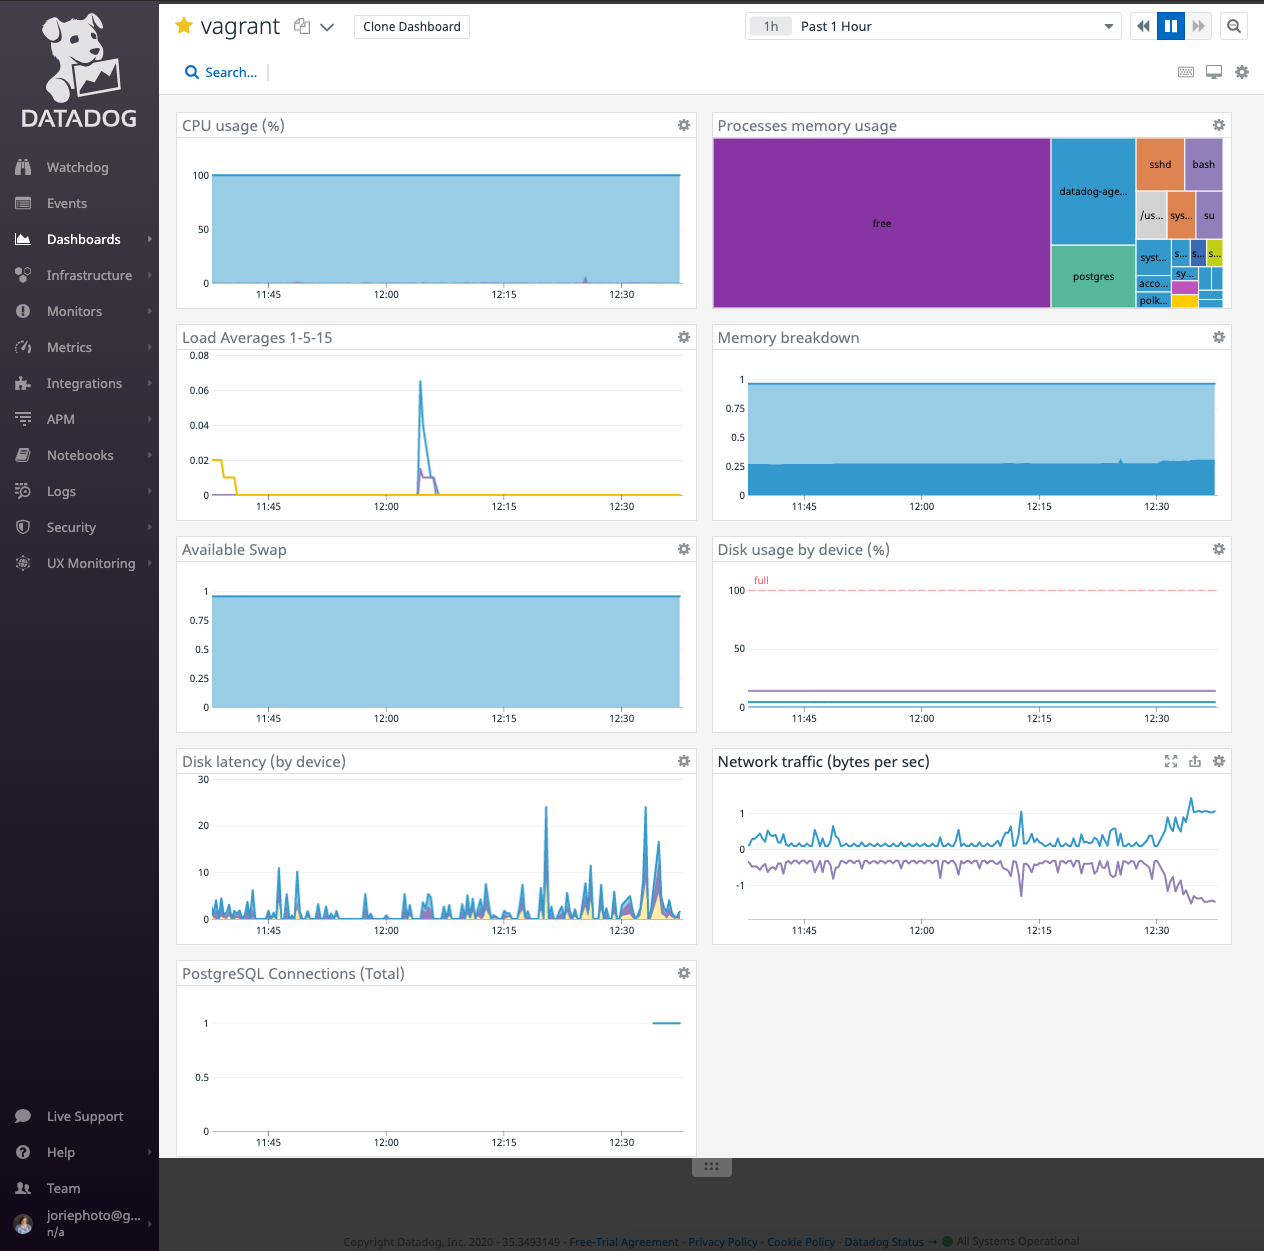 DATADOG
Watchdog
Events
Dashboards
Infrastructure
Monitors
Metrics
Integrations
APM
Notebooks
Logs
Security
UX Monitoring
Live Support
Help
Team
joriephoto@g...
n/a
vagrant
Clone Dashboard
1h Past 1 Hour
Search...
CPU usage (%)
100
50
0
11:45 12:00 12:15 12:30
Processes memory usage
free
datadog-age...
postgres
sshd
bash
/us...
sys...
su
syst...
s...
s...
s...
sy...
acco...
polk...
Load Averages 1-5-15
0.08
0.06
0.04
0.02
0
11:45 12:00 12:15 12:30
Memory breakdown
1
0.75
0.5
0.25
0
11:45 12:00 12:15 12:30
Available Swap
1
0.75
0.5
0.25
0
11:45 12:00 12:15 12:30
Disk usage by device (%)
full
100
50
0
11:45 12:00 12:15 12:30
Disk latency (by device)
30
20
10
0
11:45 12:00 12:15 12:30
Network traffic (bytes per sec)
1
0
-1
11:45 12:00 12:15 12:30
PostgreSQL Connections (Total)
1
0.5
0
11:45 12:00 12:15 12:30
Copyright Datadog, Inc. 2020 - 35.3493149 - Free-Trial Agreement - Privacy Policy - Cookie Policy - Datadog Status → All Systems Operational